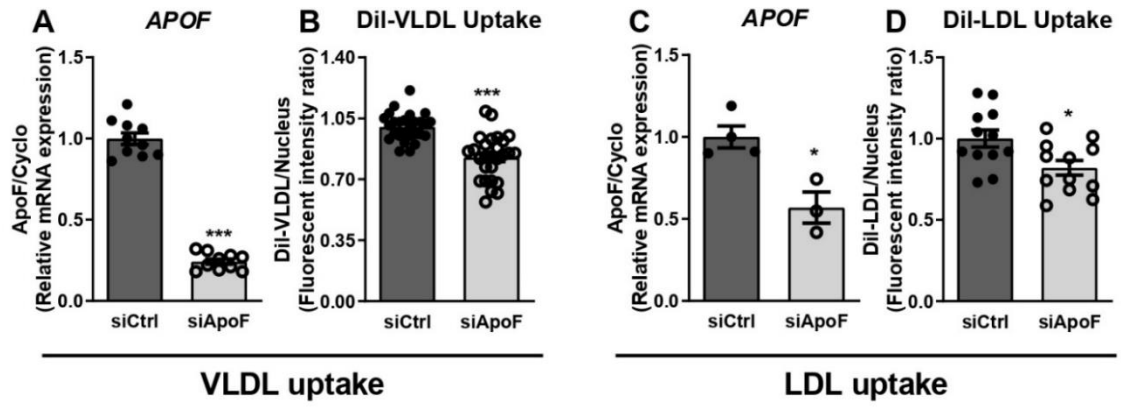 A
APOF
ApoF/Cyclo
(Relative mRNA expression)
1.5
1.0
0.5
0.0
***
siCtrl
siApoF
B
Dil-VLDL Uptake
Dil-VLDL/Nucleus
(Fluorescent intensity ratio)
1.40
1.05
0.70
0.35
0.00
***
siCtrl
siApoF
VLDL uptake
C
APOF
ApoF/Cyclo
(Relative mRNA expression)
1.5
1.0
0.5
0.0
*
siCtrl
siApoF
D
Dil-LDL Uptake
Dil-LDL/Nucleus
(Fluorescent intensity ratio)
1.5
1.0
0.5
0.0
*
siCtrl
siApoF
LDL uptake